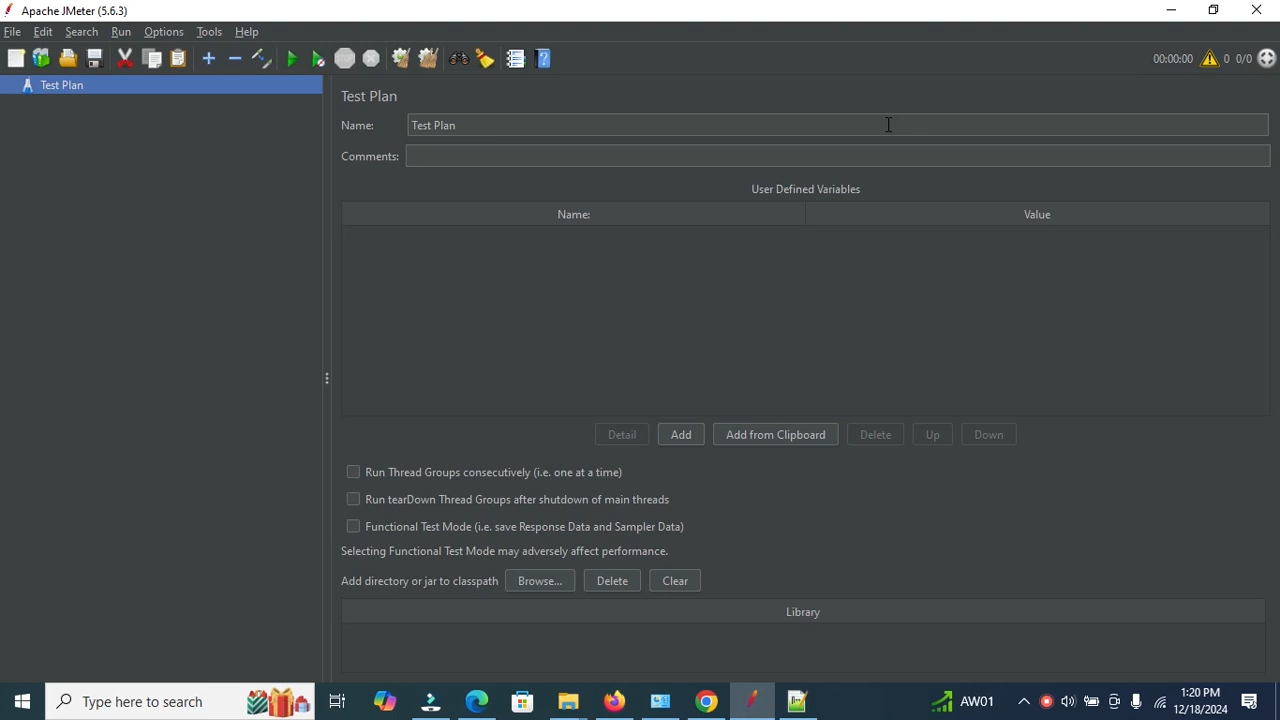 Apache JMeter (5.6.3)
File Edit Search Run Options Tools Help
00:00:00 0 0/0
Test Plan
Test Plan
Name: Test Plan
Comments:
User Defined Variables
Name: Value
Detail Add Add from Clipboard Delete Up Down
Run Thread Groups consecutively (i.e. one at a time)
Run tearDown Thread Groups after shutdown of main threads
Functional Test Mode (i.e. save Response Data and Sampler Data)
Selecting Functional Test Mode may adversely affect performance.
Add directory or jar to classpath Browse... Delete Clear
Library
Type here to search
AW01
1:20 PM
12/18/2024